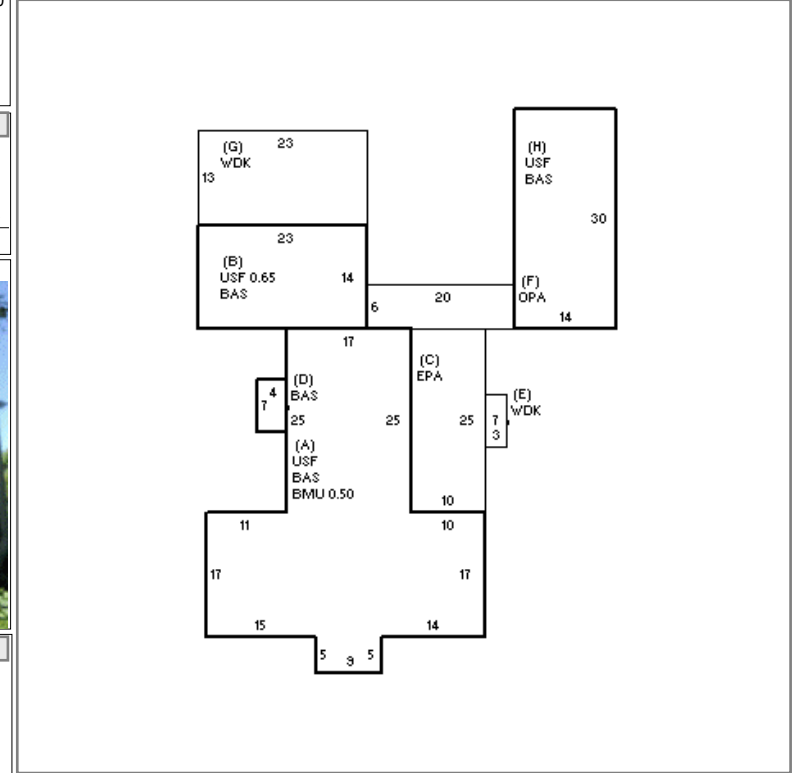 (G)
WDK
23
13
(H)
USF
BAS
30
23
(B)
USF 0.65
BAS
14
(F)
OPA
20
6
14
17
(C)
EPA
(D)
BAS
4
7
25
25
25
(E)
WDK
7
3
(A)
USF
BAS
BMU 0.50
10
11
10
17
17
15
14
5
9
5